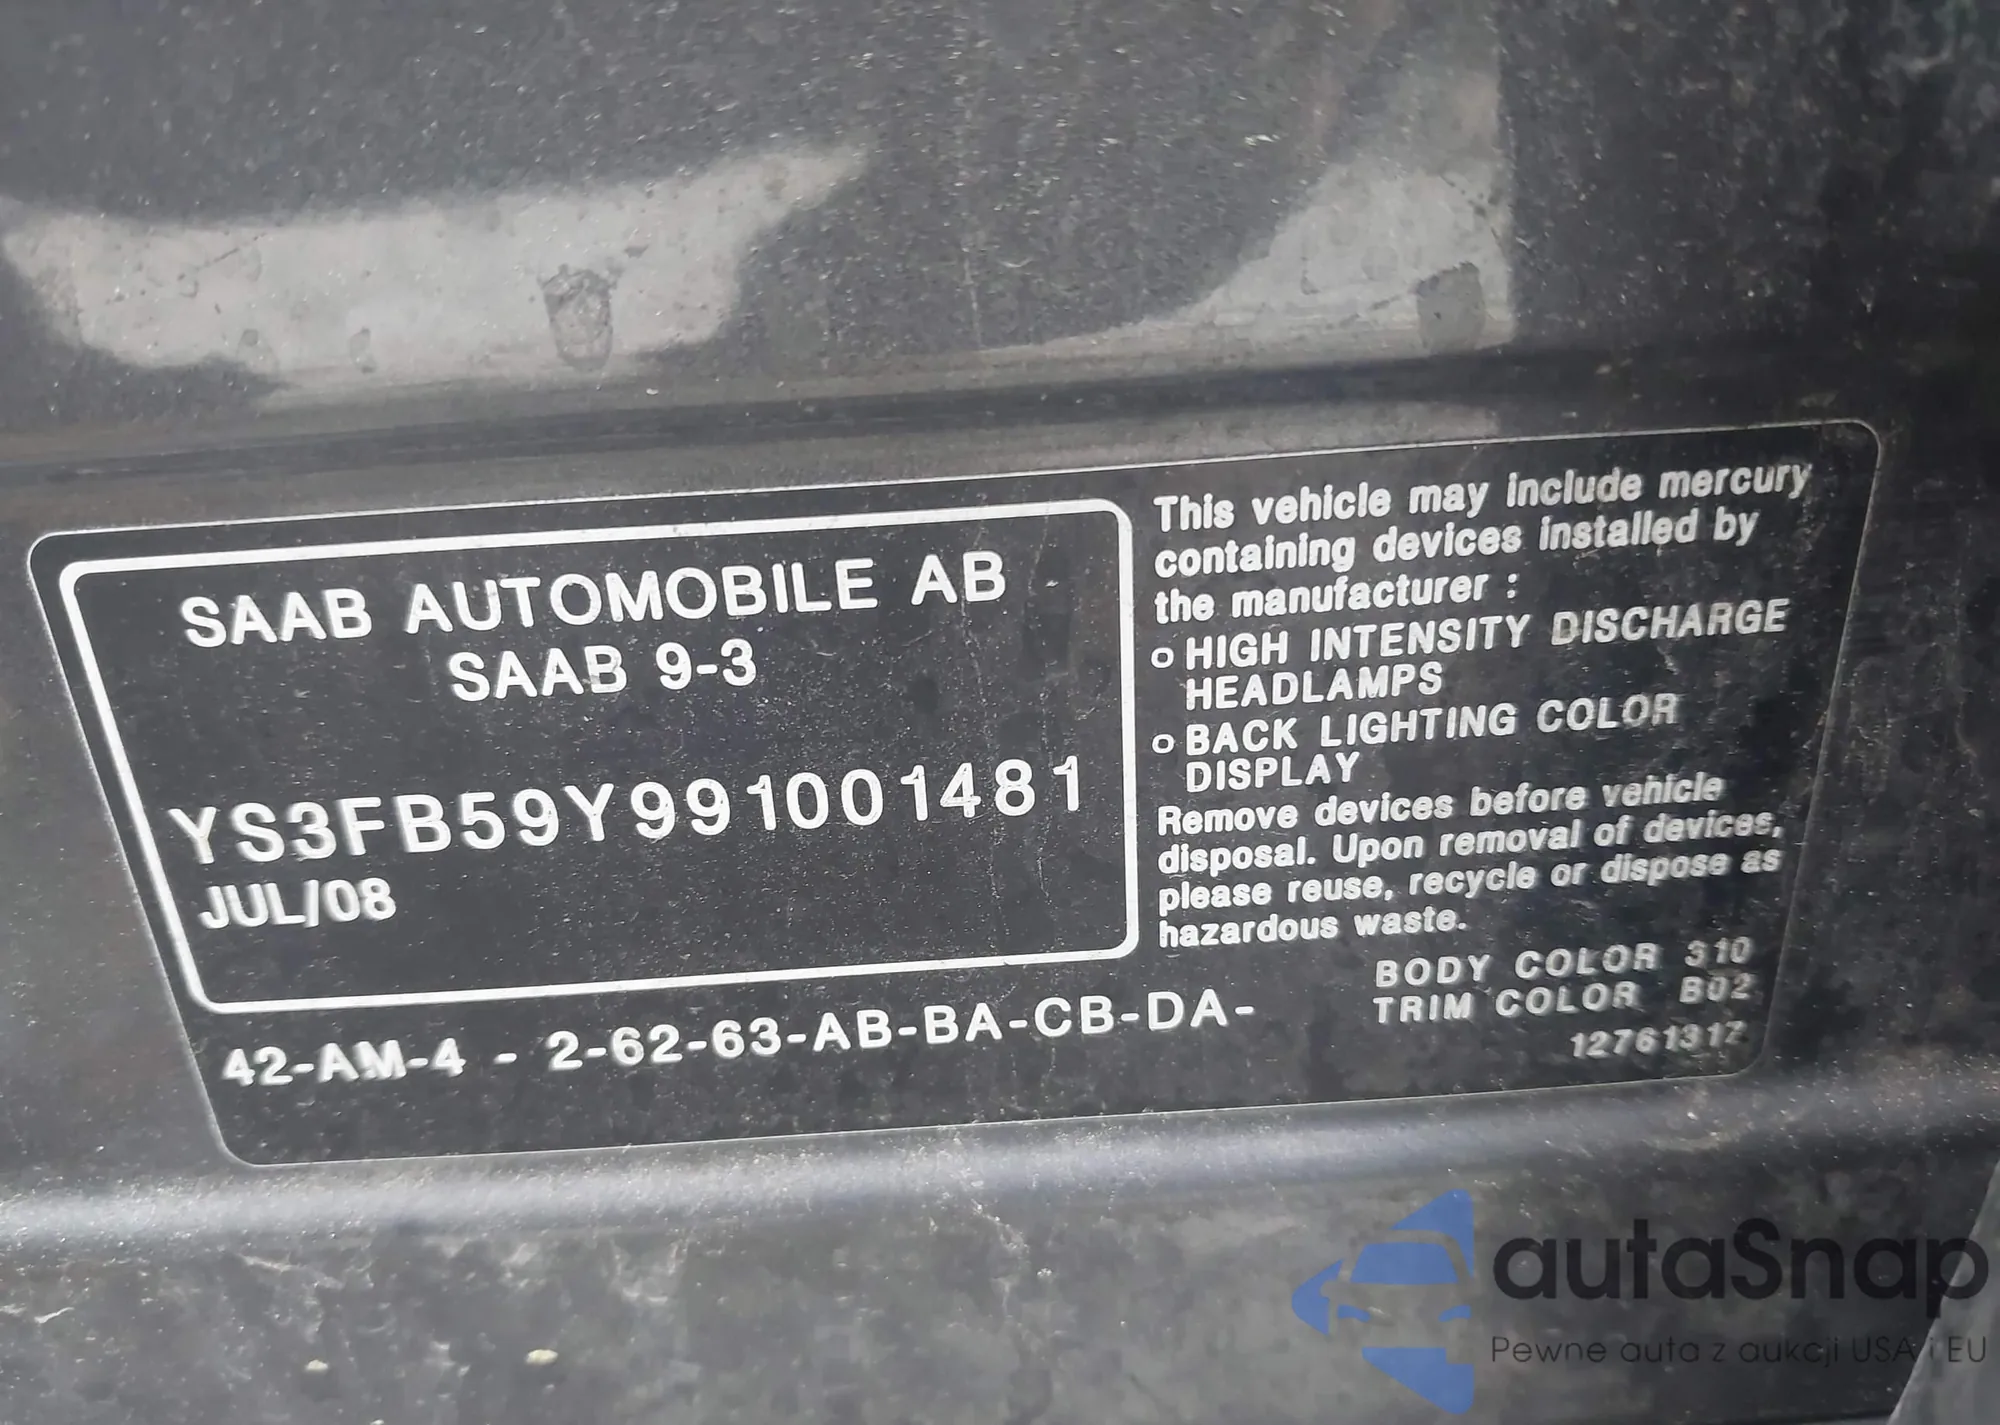 SAAB AUTOMOBILE AB
SAAB 9-3
YS3FB59Y991001481
JUL/08
42-AM-4 - 2-62-63-AB-BA-CB-DA-
This vehicle may include mercury
containing devices installed by
the manufacturer :
o HIGH INTENSITY DISCHARGE
HEADLAMPS
o BACK LIGHTING COLOR
DISPLAY
Remove devices before vehicle
disposal. Upon removal of devices,
please reuse, recycle or dispose as
hazardous waste.
BODY COLOR 310
TRIM COLOR B02
12761317
autaSnap
Pewne auta z aukcji USA i EU